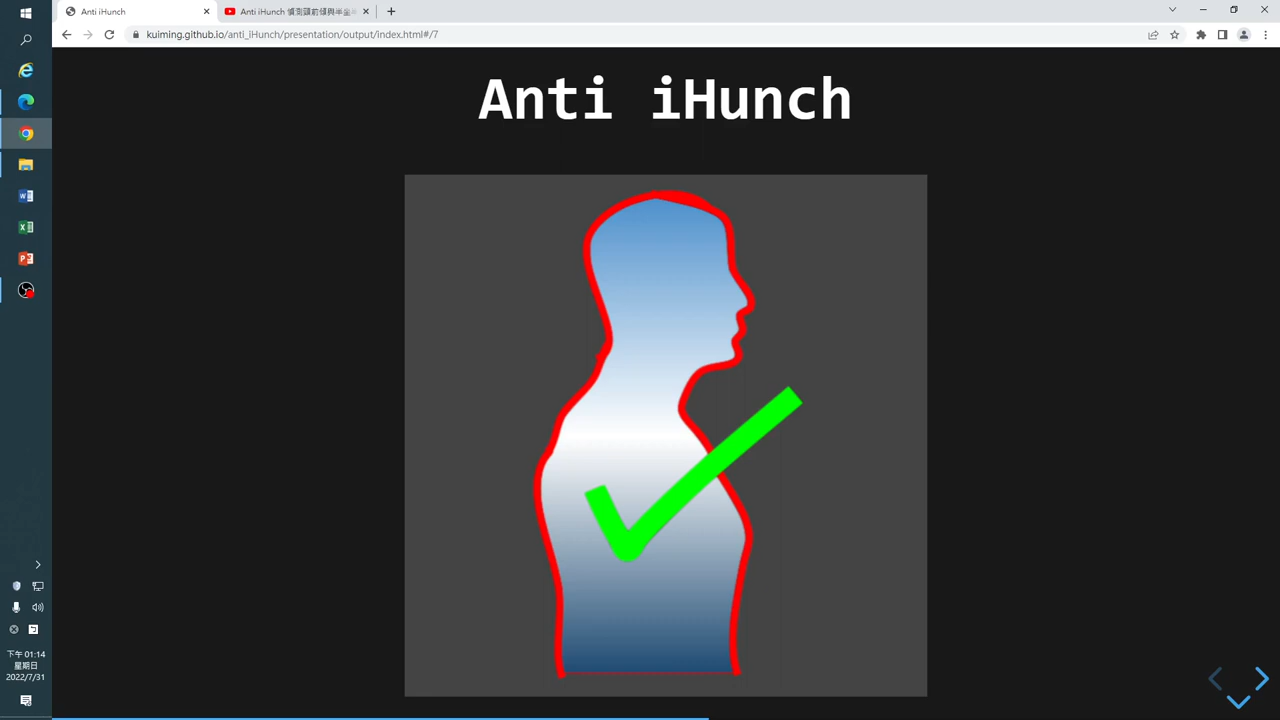 Anti iHunch
Anti iHunch 偵測頭前傾與半坐
kuiming.github.io/anti_iHunch/presentation/output/index.html#/7
Anti iHunch
下午 01:14
星期日
2022/7/31